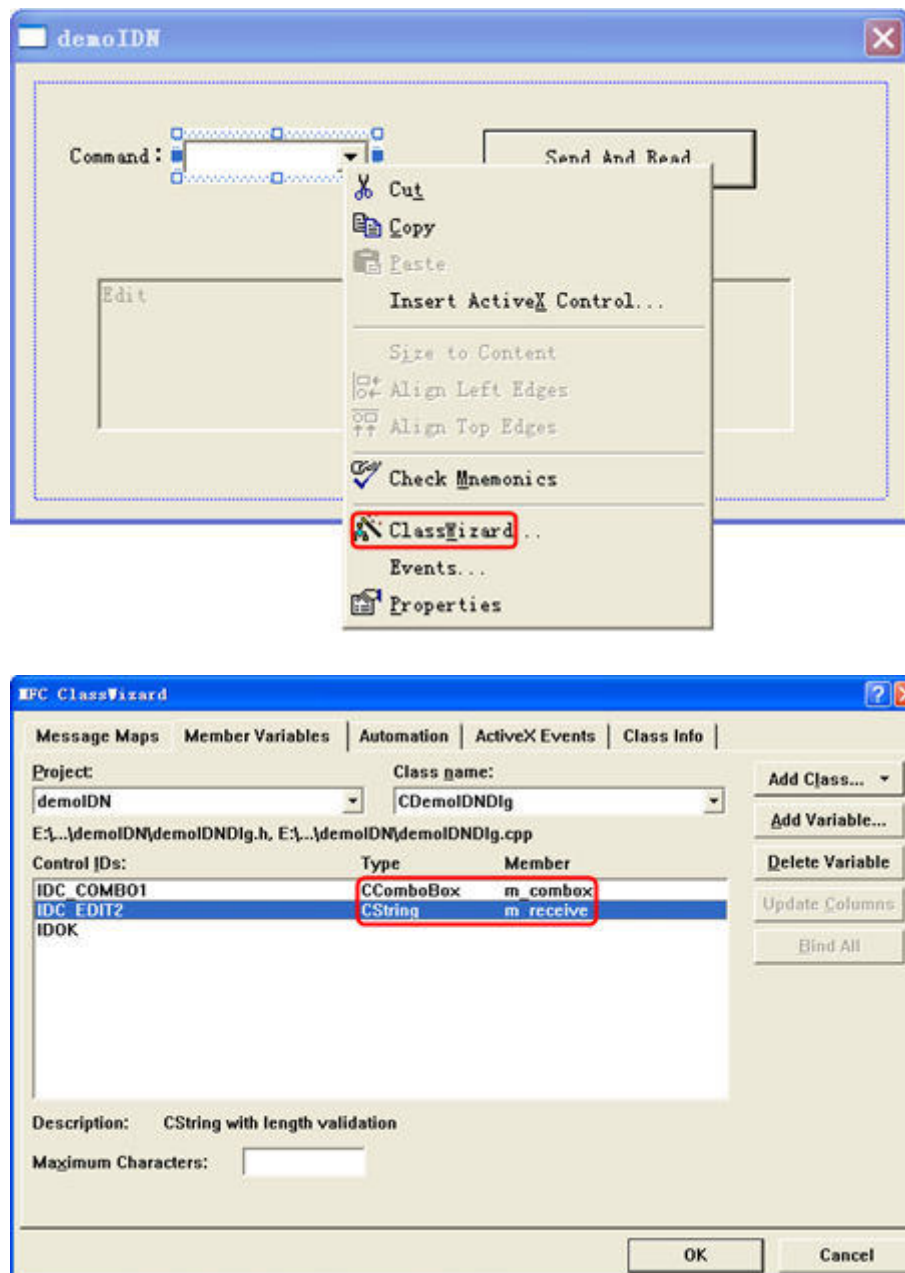 demoIDN
Command:
Send And Read
Edit
Cut
Copy
Paste
Insert ActiveX Control...
Size to Content
Align Left Edges
Align Top Edges
Check Mnemonics
ClassWizard...
Events...
Properties
MFC ClassWizard
Message Maps Member Variables Automation ActiveX Events Class Info
Project: Class name: Add Class...
demoIDN CDemoIDNDlg
Add Variable...
E:\...\demoIDN\demoIDNDlg.h, E:\...\demoIDN\demoIDNDlg.cpp
Control IDs: Type Member Delete Variable
IDC_COMBO1 CComboBox m_combox
IDC_EDIT2 CString m_receive Update Columns
IDOK
Bind All
Description: CString with length validation
Maximum Characters:
OK Cancel